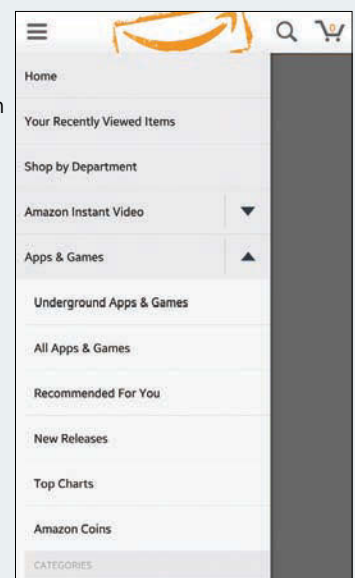 0
Home
n
Your Recently Viewed Items
Shop by Department
Amazon Instant Video
Apps & Games
Underground Apps & Games
All Apps & Games
Recommended For You
New Releases
Top Charts
Amazon Coins
CATEGORIES